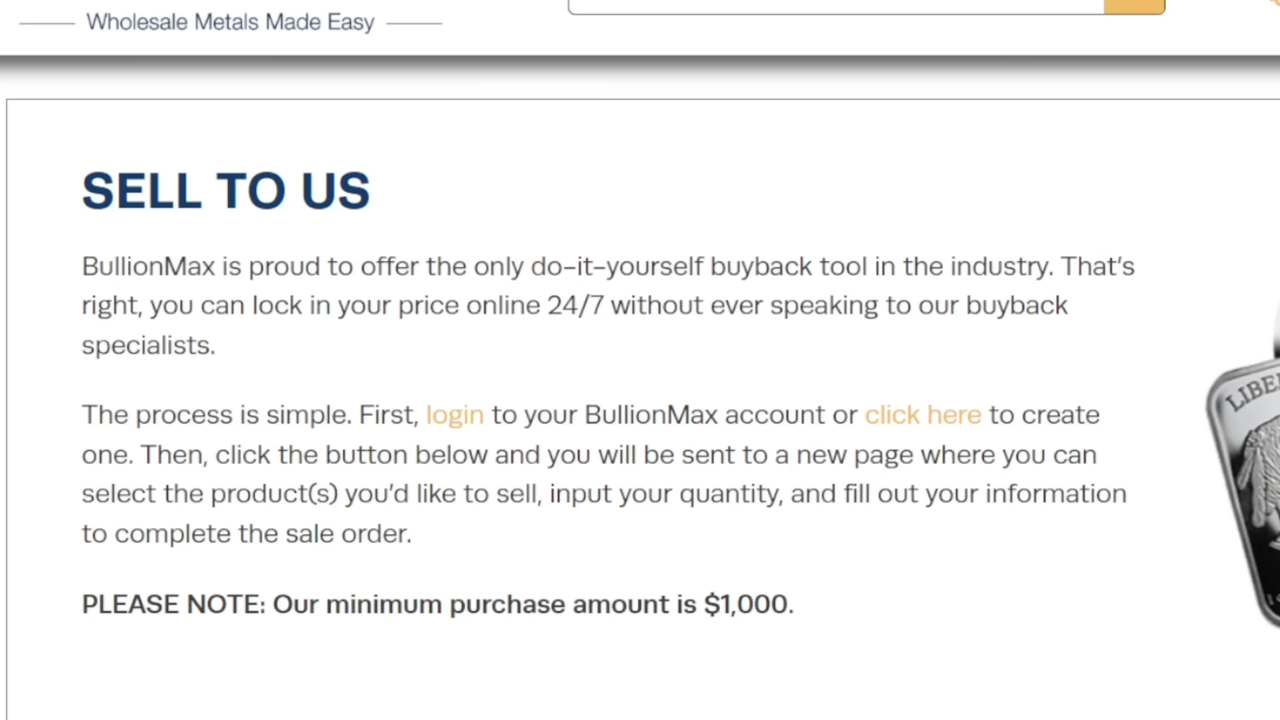 Wholesale Metals Made Easy
SELL TO US
BullionMax is proud to offer the only do-it-yourself buyback tool in the industry. That's
right, you can lock in your price online 24/7 without ever speaking to our buyback
specialists.
The process is simple. First, login to your BullionMax account or click here to create
one. Then, click the button below and you will be sent to a new page where you can
select the product(s) you'd like to sell, input your quantity, and fill out your information
to complete the sale order.
PLEASE NOTE: Our minimum purchase amount is $1,000.